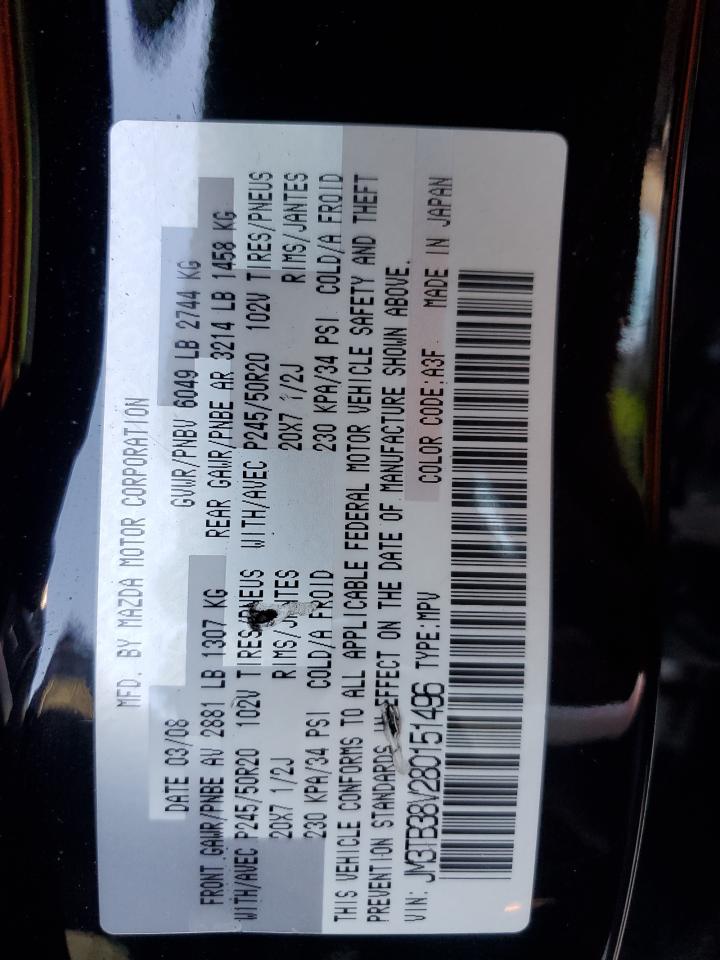 MFD. BY MAZDA MOTOR CORPORATION
DATE 03/08 GVWR/PNBV 6049 LB 2744 KG
FRONT GAWR/PNBE AV 2881 LB 1307 KG REAR GAWR/PNBE AR 3214 LB 1458 KG
WITH/AVEC P245/50R20 102V TIRES/PNEUS WITH/AVEC P245/50R20 102V TIRES/PNEUS
20X7 1/2J RIMS/JANTES 20X7 1/2J RIMS/JANTES
230 KPA/34 PSI COLD/A FROID 230 KPA/34 PSI COLD/A FROID
THIS VEHICLE CONFORMS TO ALL APPLICABLE FEDERAL MOTOR VEHICLE SAFETY AND THEFT
PREVENTION STANDARDS IN EFFECT ON THE DATE OF MANUFACTURE SHOWN ABOVE.
VIN: JM3TB38V280151496 TYPE:MPV COLOR CODE:A3F MADE IN JAPAN